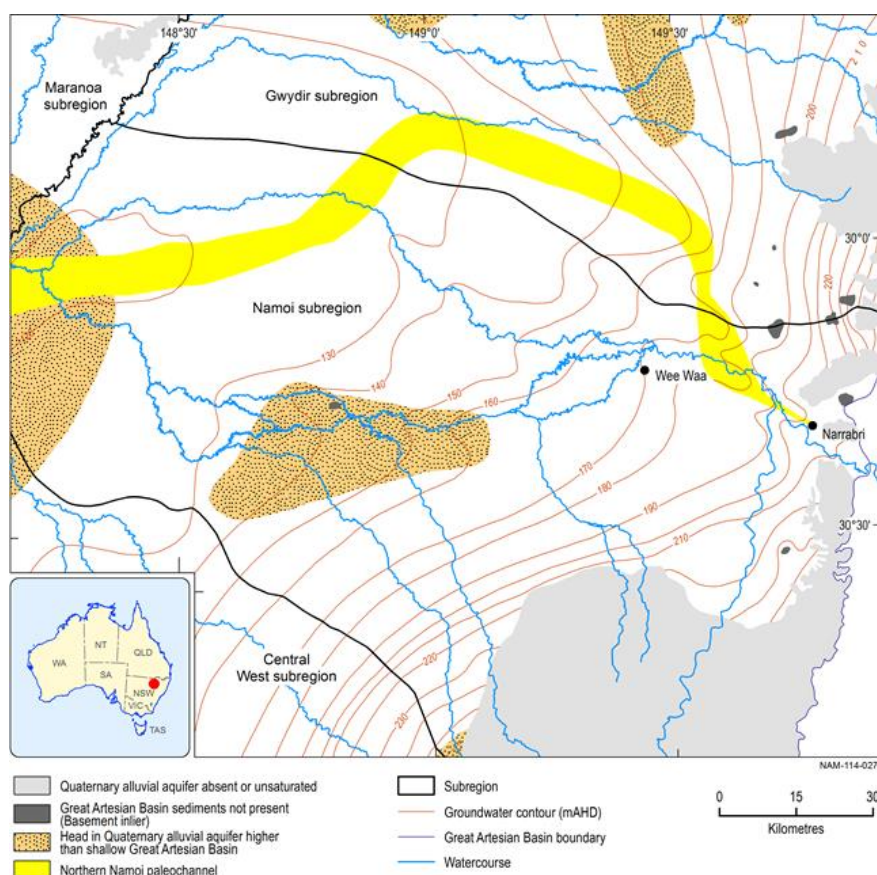 148°30'
149°0'
149°30'
210
Maranoa
subregion
Gwydir subregion
200
30°0'
220
Namoi subregion
130
140
150
160
Wee Waa
Narrabri
170
180
190
210
30°30'
Central
West subregion
220
230
WA
NT
QLD
SA
NSW
VIC
TAS
NAM-114-027
Quaternary alluvial aquifer absent or unsaturated
Great Artesian Basin sediments not present
(Basement inlier)
Head in Quaternary alluvial aquifer higher
than shallow Great Artesian Basin
Northern Namoi paleochannel
Subregion
Groundwater contour (mAHD)
Great Artesian Basin boundary
Watercourse
0 15 30
Kilometres